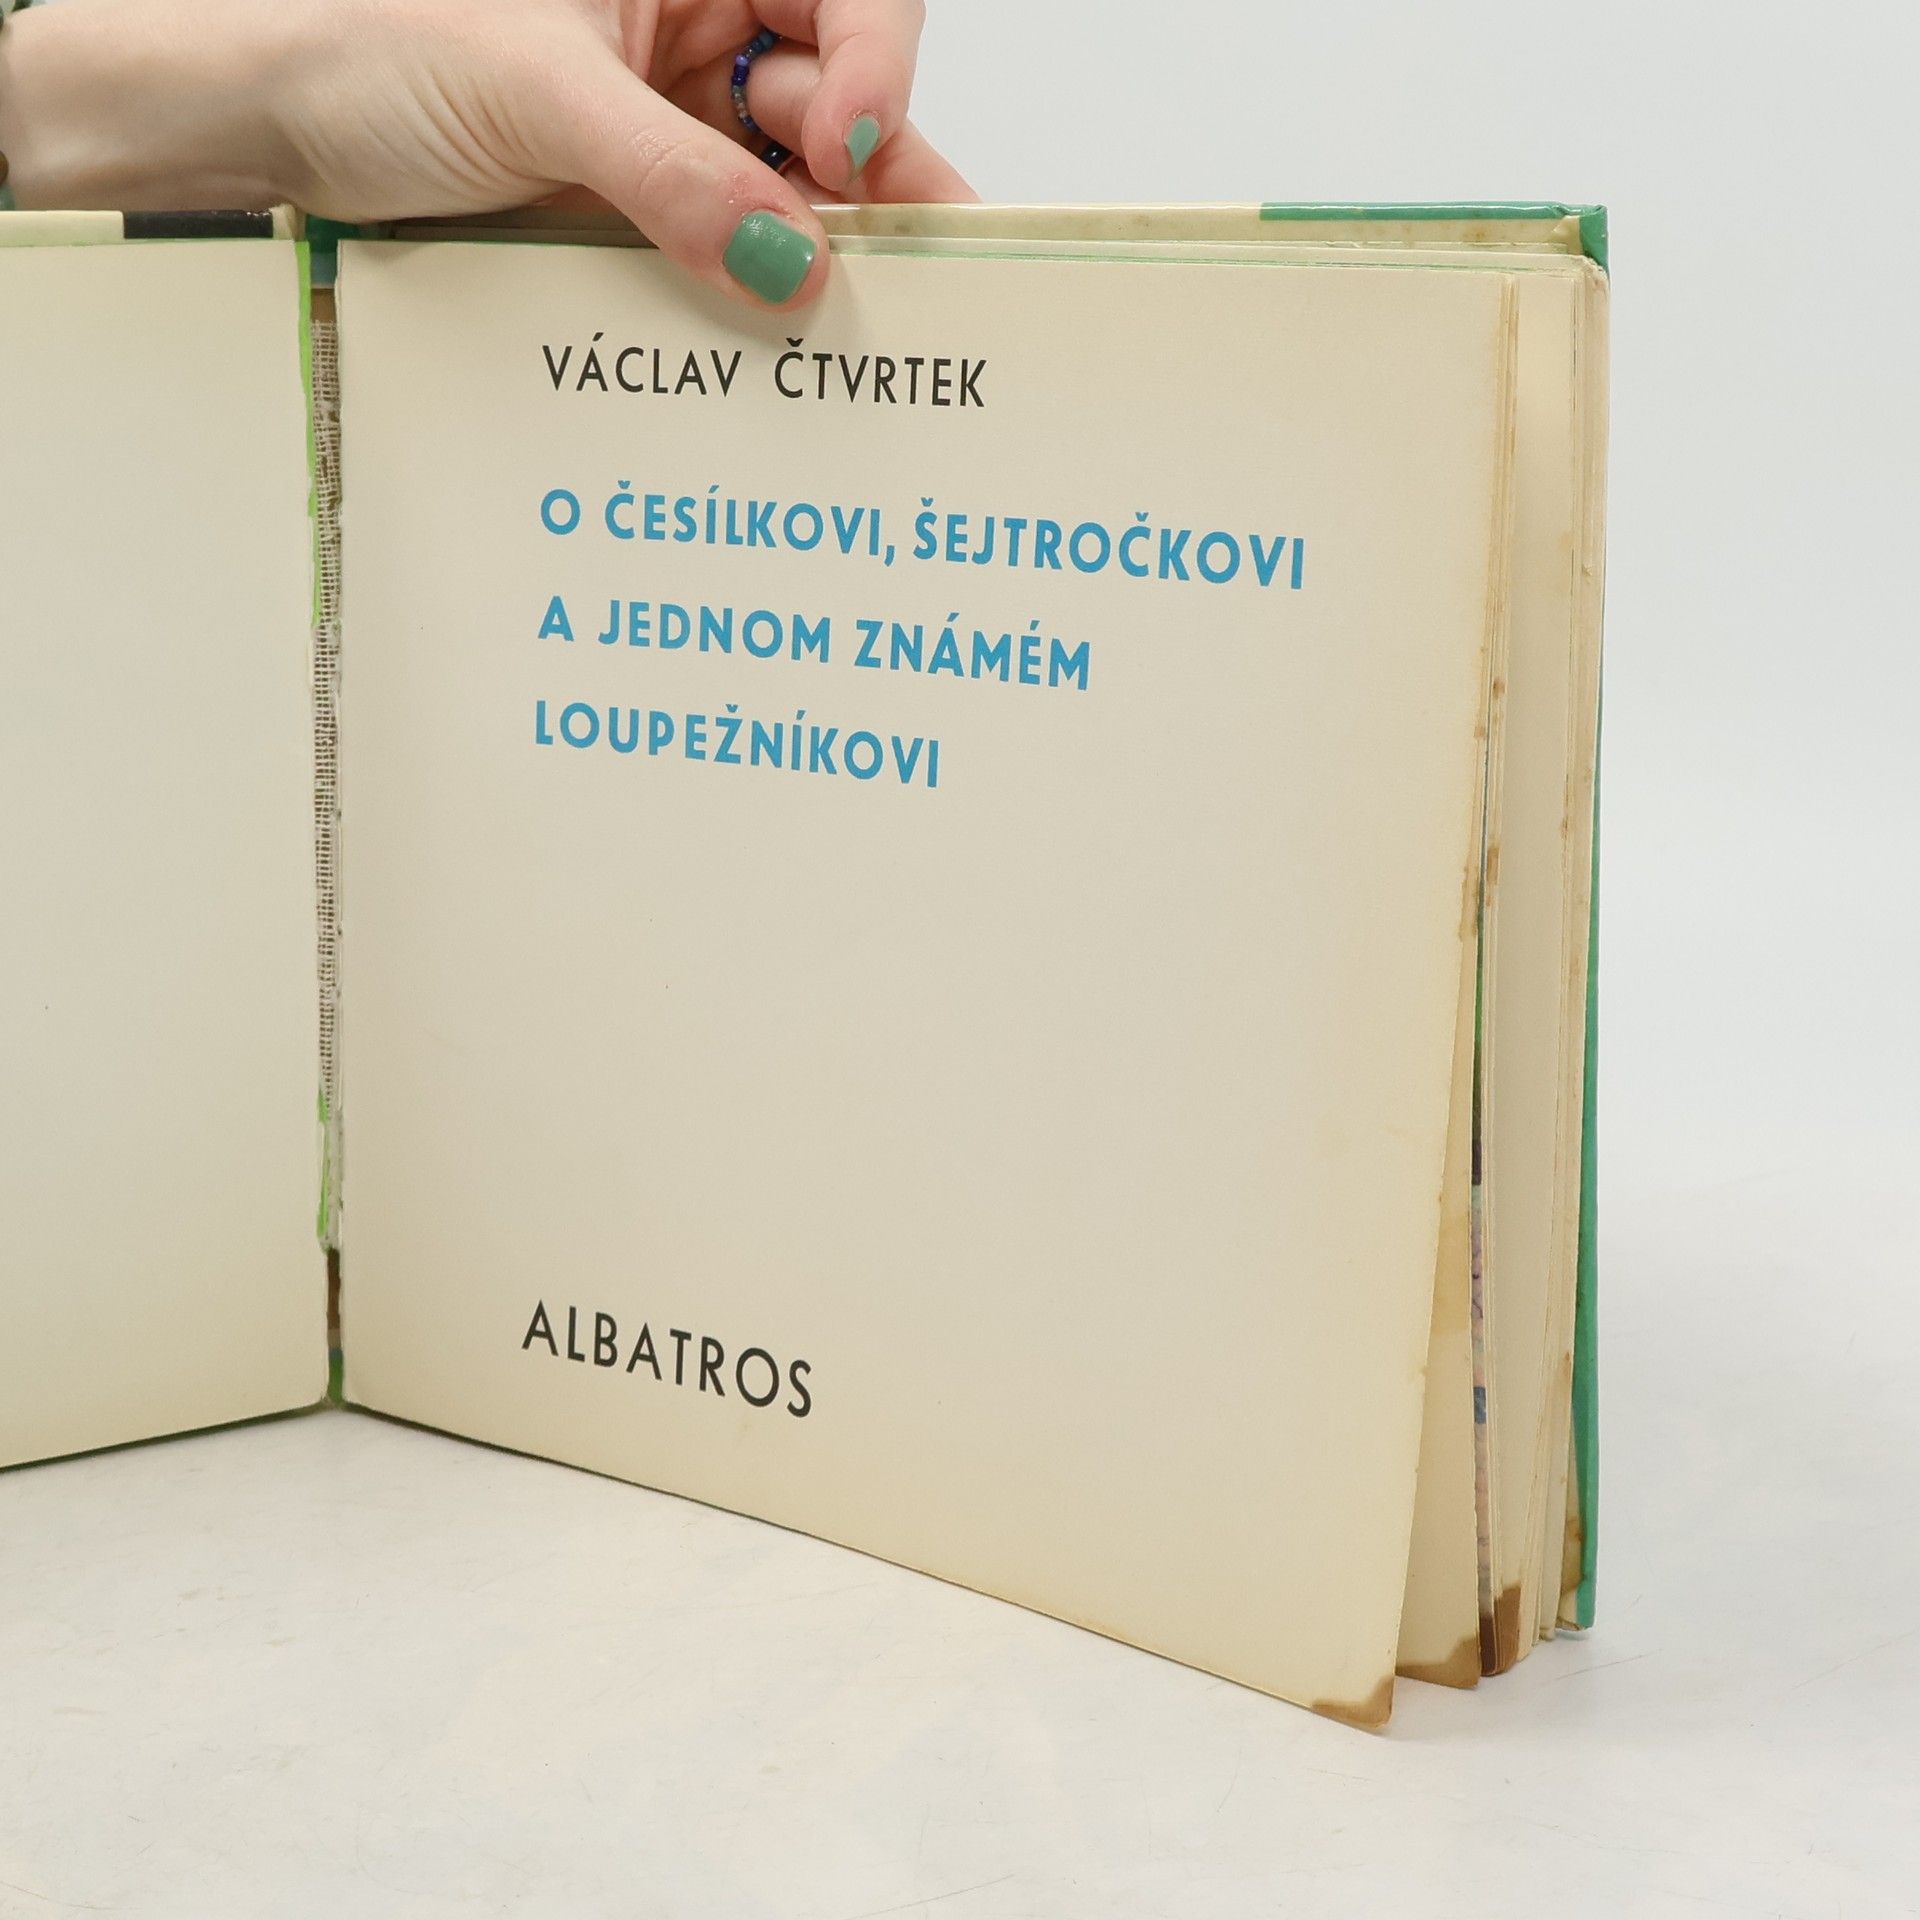 VÁCLAV ČTVRTEK
O ČESÍLKOVI, ŠEJTROČKOVI
A JEDNOM ZNÁMÉM
LOUPEŽNÍKOVI
ALBATROS